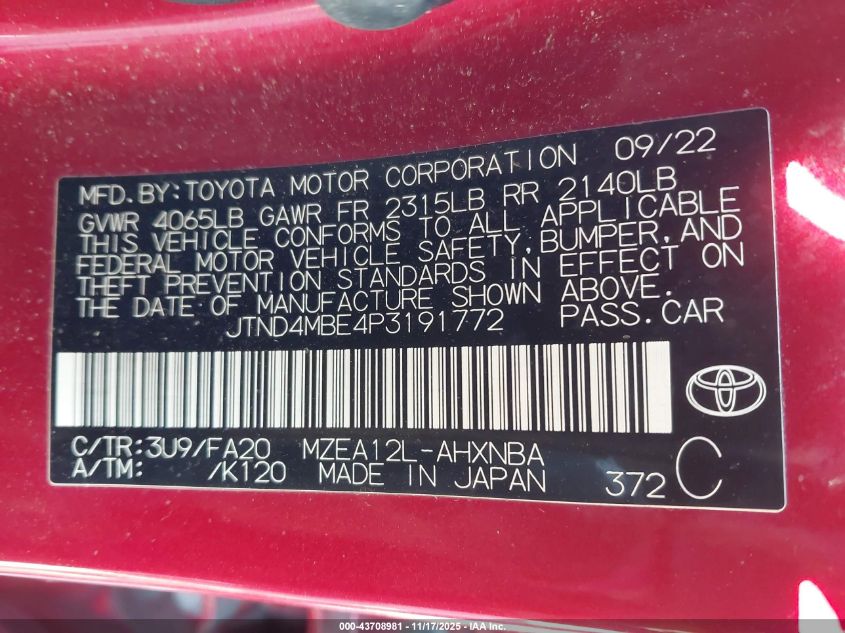 MFD.BY:TOYOTA MOTOR CORPORATION 09/22
GVWR 4065LB GAWR FR 2315LB RR 2140LB
THIS VEHICLE CONFORMS TO ALL APPLICABLE
FEDERAL MOTOR VEHICLE SAFETY,BUMPER,AND
THEFT PREVENTION STANDARDS IN EFFECT ON
THE DATE OF MANUFACTURE SHOWN ABOVE.
JTND4MBE4P3191772 PASS.CAR
C/TR:3U9/FA20 MZEA12L-AHXNBA
A/TM: /K120 MADE IN JAPAN 372 C
000-43708981 - 11/17/2025 - WWW.IAAI.COM